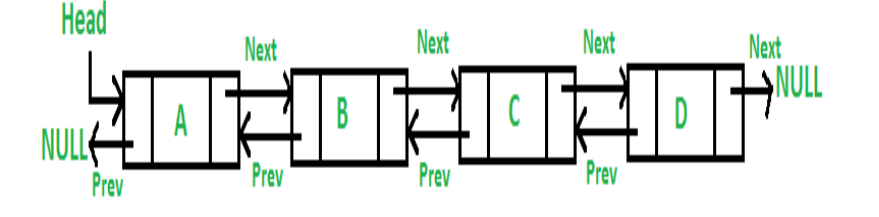 Head
Next Next Next Next
A B C D NULL
NULL
Prev Prev Prev Prev